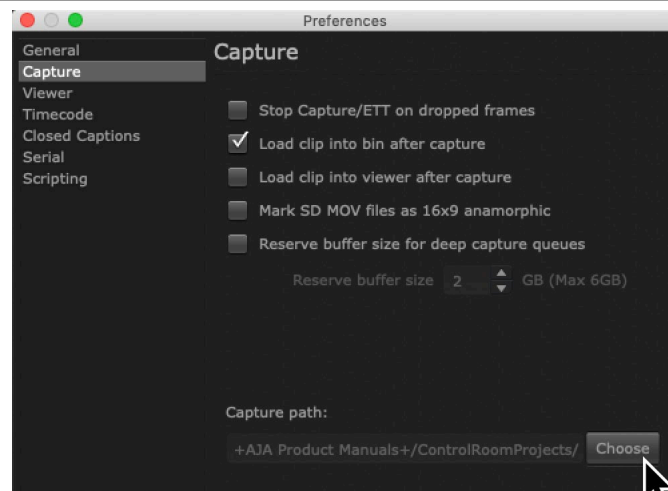 Preferences
General
Capture
Viewer
Timecode
Closed Captions
Serial
Scripting
Capture
Stop Capture/ETT on dropped frames
Load clip into bin after capture
Load clip into viewer after capture
Mark SD MOV files as 16x9 anamorphic
Reserve buffer size for deep capture queues
Reserve buffer size 2 GB (Max 6GB)
Capture path:
+AJA Product Manuals+/ControlRoomProjects/ Choose